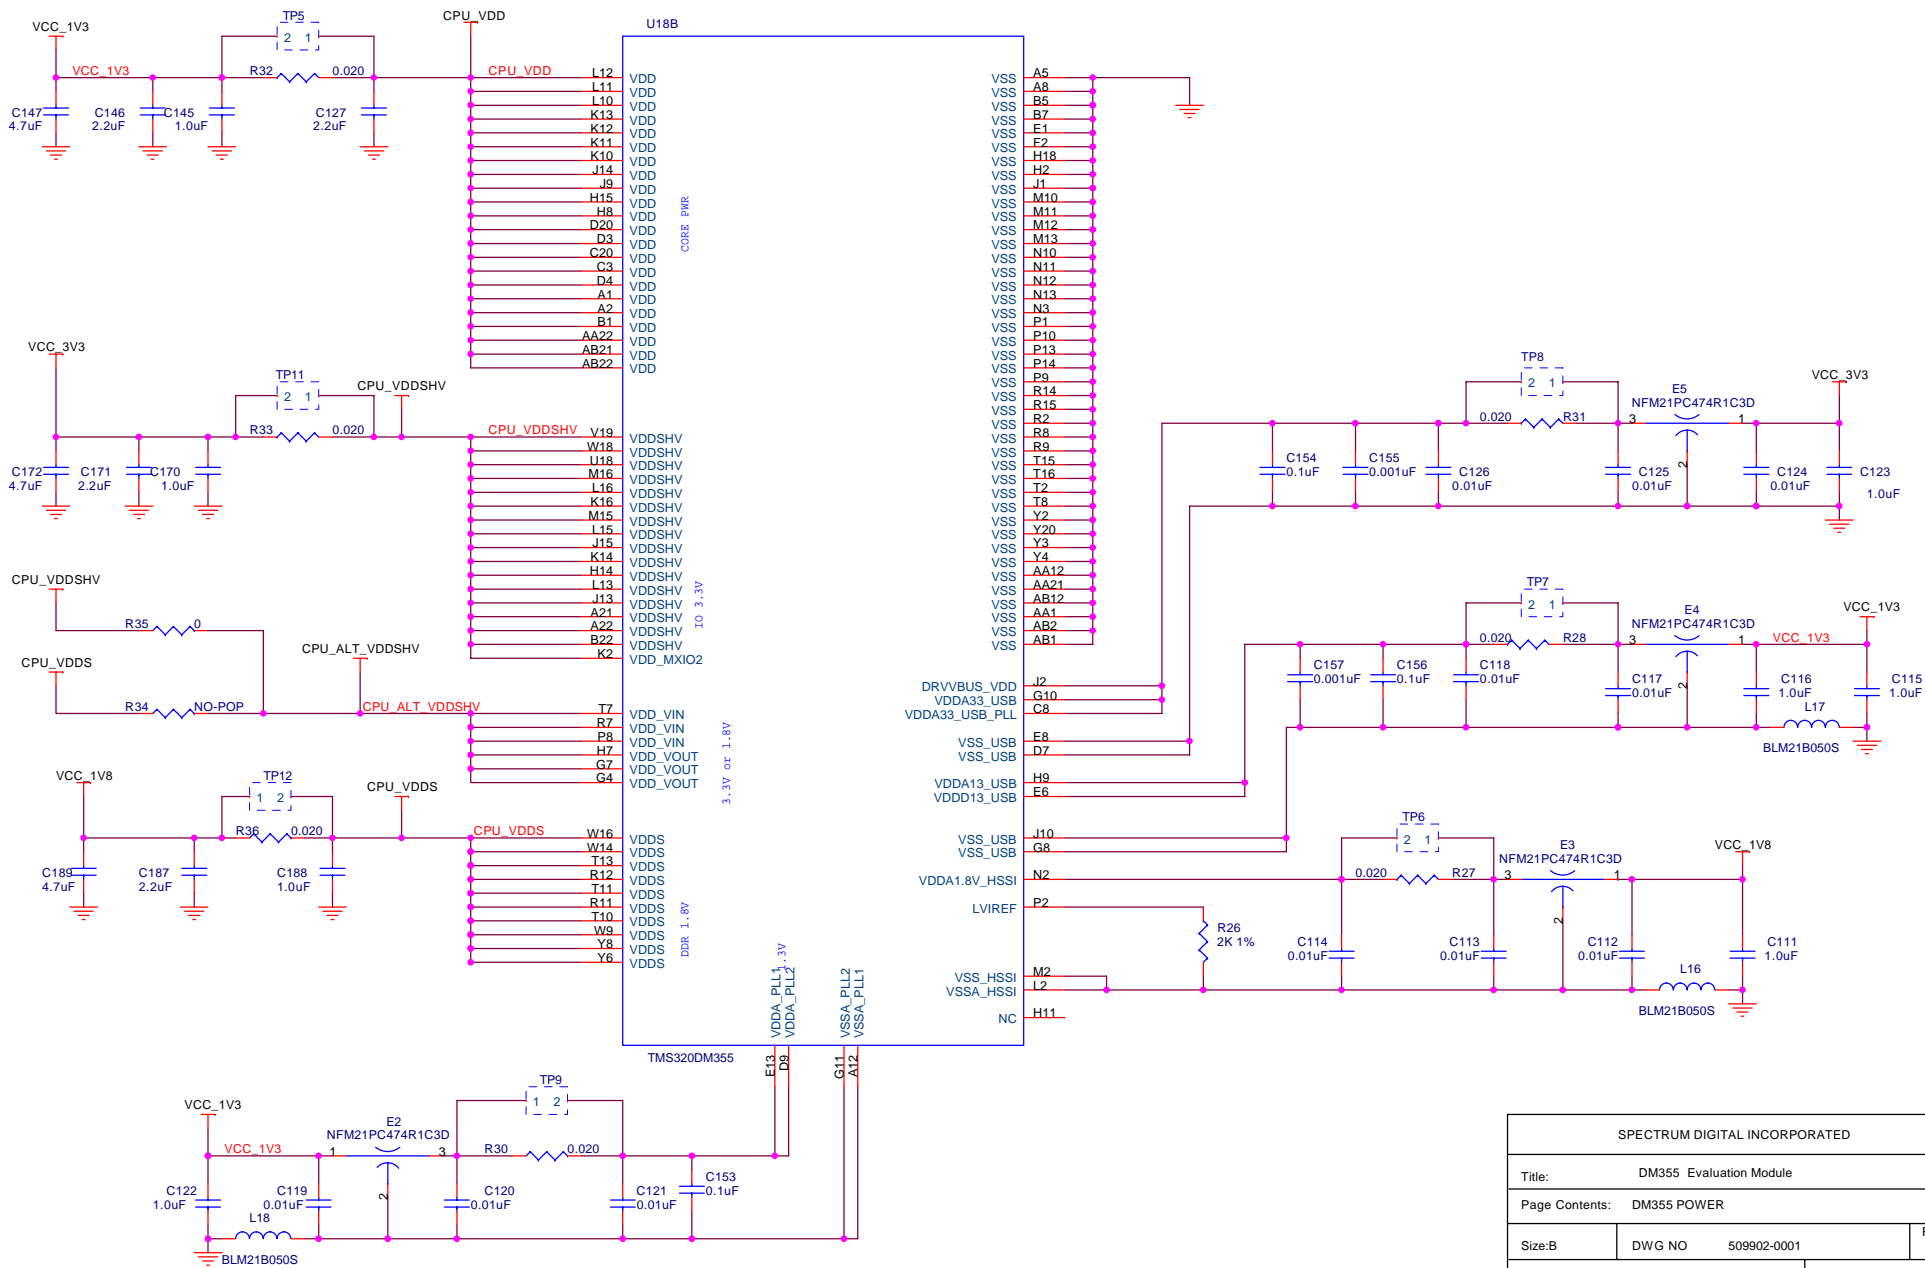 VCC_1V3
TP5
2 1
CPU_VDD
U18B
VCC_1V3
R32
0.020
CPU_VDD
C147
4.7uF
C146
2.2uF
C145
1.0uF
C127
2.2uF
L12 VDD
L11 VDD
L10 VDD
K13 VDD
K12 VDD
K11 VDD
K10 VDD
J14 VDD
J9 VDD
H15 VDD
H8 VDD
D20 VDD
D3 VDD
C20 VDD
C3 VDD
D4 VDD
A1 VDD
A2 VDD
B1 VDD
AA22 VDD
AB21 VDD
AB22 VDD
CORE PWR
VCC_3V3
TP11
2 1
CPU_VDDSHV
R33
0.020
CPU_VDDSHV
C172
4.7uF
C171
2.2uF
C170
1.0uF
V19 VDDSHV
W18 VDDSHV
U18 VDDSHV
M16 VDDSHV
L16 VDDSHV
K16 VDDSHV
M15 VDDSHV
L15 VDDSHV
J15 VDDSHV
K14 VDDSHV
H14 VDDSHV
L13 VDDSHV
J13 VDDSHV
A21 VDDSHV
A22 VDDSHV
B22 VDDSHV
K2 VDD_MXIO2
IO 3.3V
CPU_VDDSHV
R35
0
CPU_VDDS
CPU_ALT_VDDSHV
R34
NO-POP
CPU_ALT_VDDSHV
T7 VDD_VIN
R7 VDD_VIN
P8 VDD_VIN
H7 VDD_VOUT
G7 VDD_VOUT
G4 VDD_VOUT
3.3V or 1.8V
VCC_1V8
TP12
1 2
CPU_VDDS
R36
0.020
CPU_VDDS
C189
4.7uF
C187
2.2uF
C188
1.0uF
W16 VDDS
W14 VDDS
T13 VDDS
R12 VDDS
T11 VDDS
R11 VDDS
T10 VDDS
W9 VDDS
Y8 VDDS
Y6 VDDS
DDR 1.8V
VSS A5
VSS A8
VSS B5
VSS B7
VSS E1
VSS F2
VSS H18
VSS H2
VSS J1
VSS M10
VSS M11
VSS M12
VSS M13
VSS N10
VSS N11
VSS N12
VSS N13
VSS N3
VSS P1
VSS P10
VSS P13
VSS P14
VSS P9
VSS R14
VSS R15
VSS R2
VSS R8
VSS R9
VSS T15
VSS T16
VSS T2
VSS T8
VSS Y2
VSS Y20
VSS Y3
VSS Y4
VSS AA12
VSS AA21
VSS AB12
VSS AA1
VSS AB2
VSS AB1
DRVVBUS_VDD J2
VDDA33_USB G10
VDDA33_USB_PLL C8
VSS_USB E8
VSS_USB D7
VDDA13_USB H9
VDDD13_USB E6
VSS_USB J10
VSS_USB G8
VDDA1.8V_HSSI N2
LVIREF P2
VSS_HSSI M2
VSSA_HSSI L2
NC H11
TP8
2 1
E5
NFM21PC474R1C3D
VCC_3V3
0.020
R31
3
1
2
C154
0.1uF
C155
0.001uF
C126
0.01uF
C125
0.01uF
C124
0.01uF
C123
1.0uF
TP7
2 1
E4
NFM21PC474R1C3D
VCC_1V3
0.020
R28
3
1
VCC_1V3
2
C157
0.001uF
C156
0.1uF
C118
0.01uF
C117
0.01uF
C116
1.0uF
C115
1.0uF
L17
BLM21B050S
TP6
2 1
E3
NFM21PC474R1C3D
VCC_1V8
0.020
R27
3
1
2
R26
2K 1%
C114
0.01uF
C113
0.01uF
C112
0.01uF
C111
1.0uF
L16
BLM21B050S
1.3V
VDDA_PLL1 E13
VDDA_PLL2 D9
VSSA_PLL2 G11
VSSA_PLL1 A12
TMS320DM355
VCC_1V3
TP9
1 2
E2
NFM21PC474R1C3D
VCC_1V3
1
3
2
R30
0.020
C122
1.0uF
C119
0.01uF
C120
0.01uF
C121
0.01uF
C153
0.1uF
L18
BLM21B050S
SPECTRUM DIGITAL INCORPORATED
Title: DM355 Evaluation Module
Page Contents: DM355 POWER
Size:B DWG NO 509902-0001